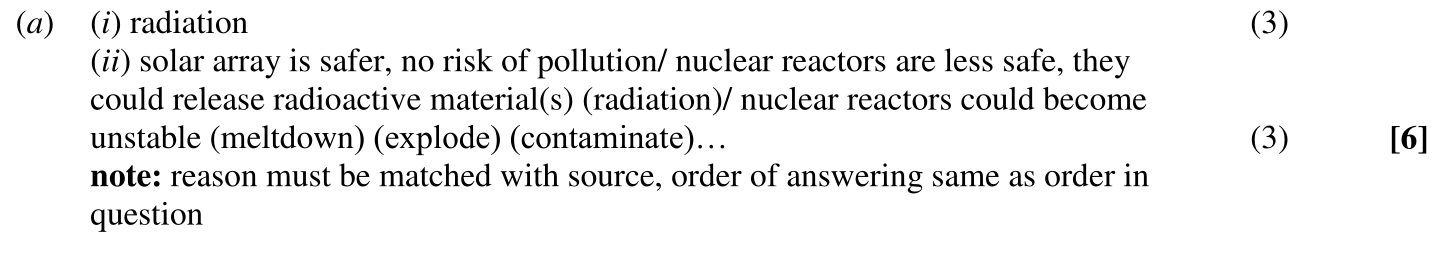 (a) (i) radiation (3)
(ii) solar array is safer, no risk of pollution/ nuclear reactors are less safe, they
could release radioactive material(s) (radiation)/ nuclear reactors could become
unstable (meltdown) (explode) (contaminate)… (3) [6]
note: reason must be matched with source, order of answering same as order in
question